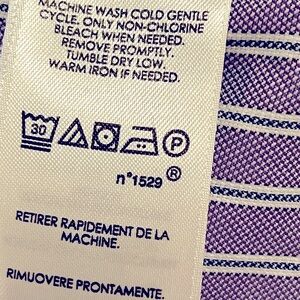 MACHINE WASH COLD GENTLE
CYCLE. ONLY NON-CHLORINE
BLEACH WHEN NEEDED.
REMOVE PROMPTLY.
TUMBLE DRY LOW.
WARM IRON IF NEEDED.
30 P
n°1529 ®
RETIRER RAPIDEMENT DE LA
MACHINE.
RIMUOVERE PRONTAMENTE.